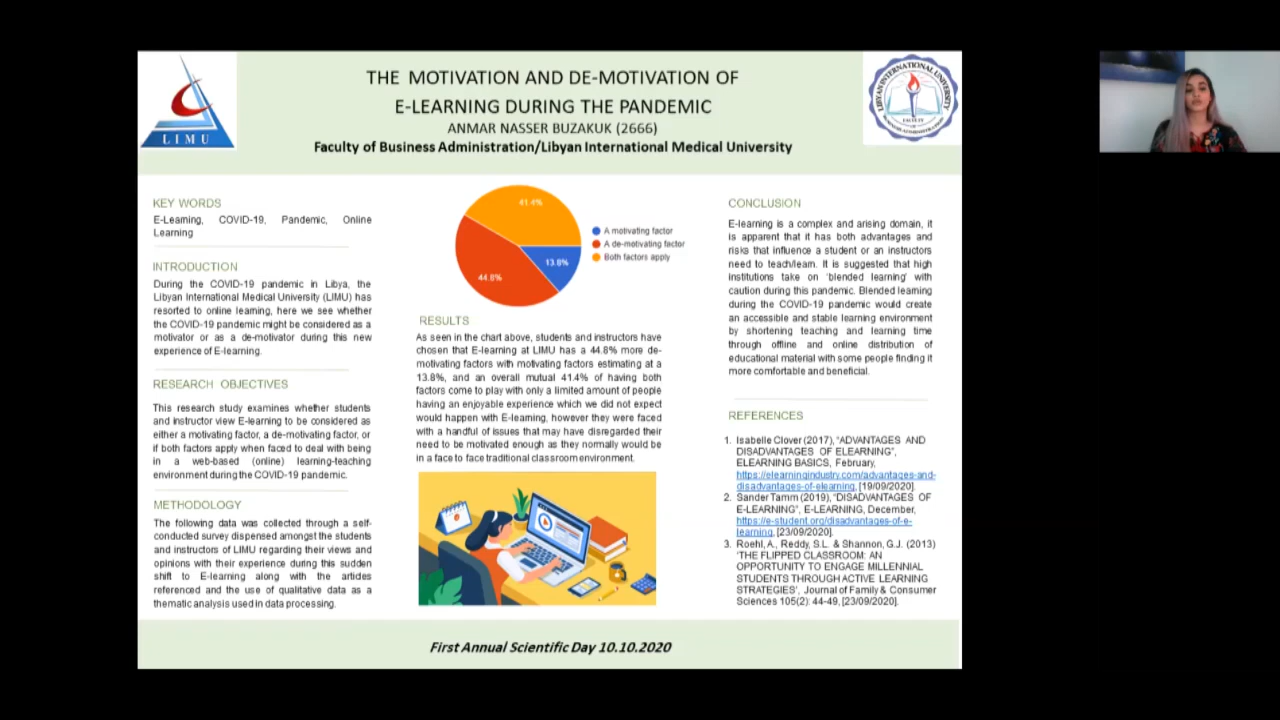 THE MOTIVATION AND DE-MOTIVATION OF
E-LEARNING DURING THE PANDEMIC
ANMAR NASSER BUZAKUK (2666)
Faculty of Business Administration/Libyan International Medical University
LIMU
LIBYAN INTERNATIONAL UNIVERSITY
FACULTY
OF
KEY WORDS
E-Learning, COVID-19, Pandemic, Online
Learning
INTRODUCTION
During the COVID-19 pandemic in Libya, the
Libyan International Medical University (LIMU) has
resorted to online learning, here we see whether
the COVID-19 pandemic might be considered as a
motivator or as a de-motivator during this new
experience of E-learning.
RESEARCH OBJECTIVES
This research study examines whether students
and instructor view E-learning to be considered as
either a motivating factor, a de-motivating factor, or
if both factors apply when faced to deal with being
in a web-based (online) learning-teaching
environment during the COVID-19 pandemic.
METHODOLOGY
The following data was collected through a self-
conducted survey dispensed amongst the students
and instructors of LIMU regarding their views and
opinions with their experience during this sudden
shift to E-learning along with the articles
referenced and the use of qualitative data as a
thematic analysis used in data processing.
41.4%
13.8%
44.8%
A motivating factor
A de-motivating factor
Both factors apply
RESULTS
As seen in the chart above, students and instructors have
chosen that E-learning at LIMU has a 44.8% more de-
motivating factors with motivating factors estimating at a
13.8%, and an overall mutual 41.4% of having both
factors come to play with only a limited amount of people
having an enjoyable experience which we did not expect
would happen with E-learning, however they were faced
with a handful of issues that may have disregarded their
need to be motivated enough as they normally would be
in a face to face traditional classroom environment.
CONCLUSION
E-learning is a complex and arising domain, it
is apparent that it has both advantages and
risks that influence a student or an instructors
need to teach/learn. It is suggested that high
institutions take on 'blended learning' with
caution during this pandemic. Blended learning
during the COVID-19 pandemic would create
an accessible and stable learning environment
by shortening teaching and learning time
through offline and online distribution of
educational material with some people finding it
more comfortable and beneficial.
REFERENCES
1. Isabelle Clover (2017), "ADVANTAGES AND
DISADVANTAGES OF ELEARNING",
ELEARNING BASICS, February,
https://elearningindustry.com/advantages-and-
disadvantages-of-elearning, [19/09/2020].
2. Sander Tamm (2019), "DISADVANTAGES OF
E-LEARNING", E-LEARNING, December,
https://e-student.org/disadvantages-of-e-
learning, [23/09/2020].
3. Roehl, A., Reddy, S.L. & Shannon, G.J. (2013)
'THE FLIPPED CLASSROOM: AN
OPPORTUNITY TO ENGAGE MILLENNIAL
STUDENTS THROUGH ACTIVE LEARNING
STRATEGIES', Journal of Family & Consumer
Sciences 105(2): 44-49, [23/09/2020].
First Annual Scientific Day 10.10.2020